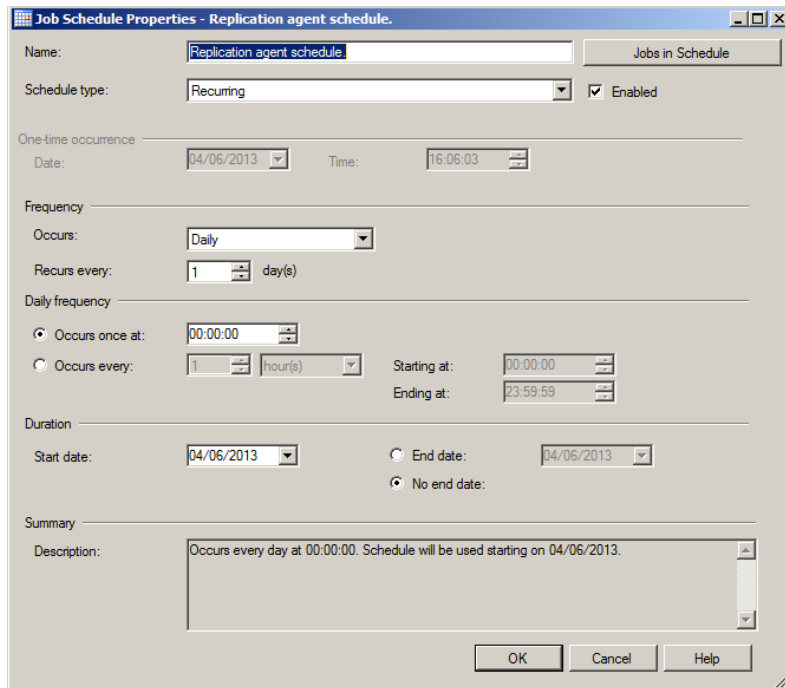 Job Schedule Properties - Replication agent schedule.
Name: Replication agent schedule. Jobs in Schedule
Schedule type: Recurring Enabled
One-time occurrence
Date: 04/06/2013 Time: 16:06:03
Frequency
Occurs: Daily
Recurs every: 1 day(s)
Daily frequency
Occurs once at: 00:00:00
Occurs every: 1 hour(s) Starting at: 00:00:00
Ending at: 23:59:59
Duration
Start date: 04/06/2013 End date: 04/06/2013
No end date:
Summary
Description: Occurs every day at 00:00:00. Schedule will be used starting on 04/06/2013.
OK Cancel Help